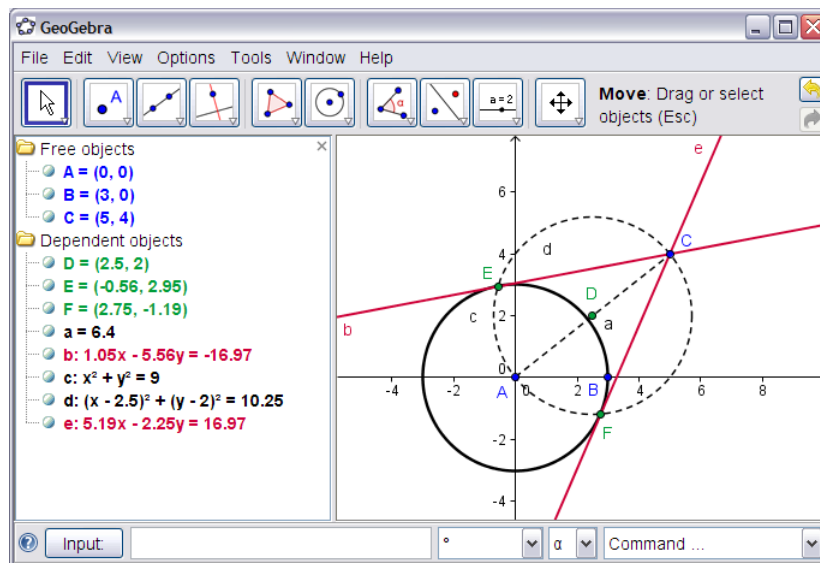 GeoGebra
File Edit View Options Tools Window Help
A
α
a = 2
Move: Drag or select
objects (Esc)
Free objects
A = (0, 0)
B = (3, 0)
C = (5, 4)
Dependent objects
D = (2.5, 2)
E = (-0.56, 2.95)
F = (2.75, -1.19)
a = 6.4
b: 1.05x - 5.56y = -16.97
c: x² + y² = 9
d: (x - 2.5)² + (y - 2)² = 10.25
e: 5.19x - 2.25y = 16.97
e
6
d
C
4
E
D
c
2
a
b
0
A
B
-4 -2 0 2 4 6 8
F
-2
-4
Input:
° α Command ...